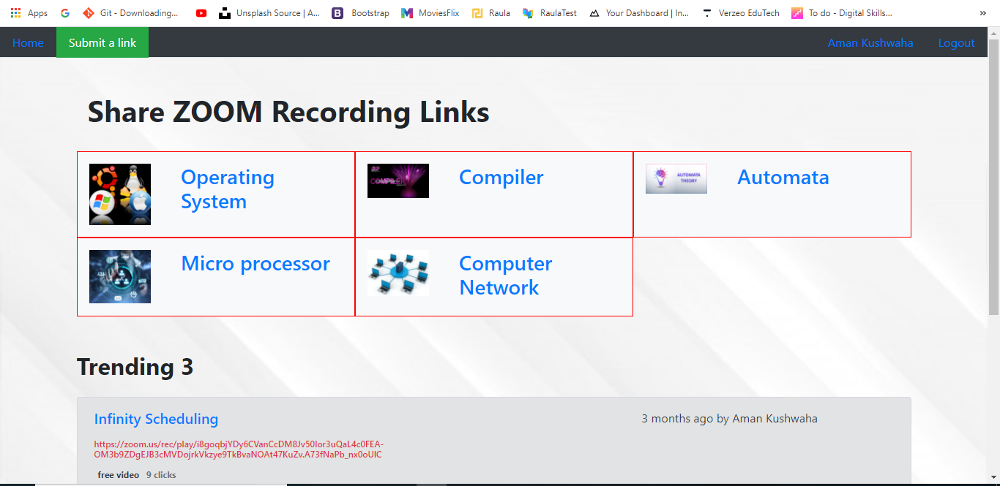 Apps Git - Downloading... Unsplash Source | A... Bootstrap MoviesFlix Raula RaulaTest Your Dashboard | In... Verzeo EduTech To do - Digital Skills... »
Home Submit a link Aman Kushwaha Logout
Share ZOOM Recording Links
Operating
System
COMPILER
Compiler
AUTOMATA
THEORY
Automata
Micro processor
Computer
Network
Trending 3
Infinity Scheduling
3 months ago by Aman Kushwaha
https://zoom.us/rec/play/i8goqbjYDy6CVanCcDM8Jv50Ior3uQaL4c0FEA-
OM3b9ZDgEJB3cMVDojrkVkzye9TkBvaNOAt47KuZv.A73fNaPb_nx0oUIC
free video 9 clicks